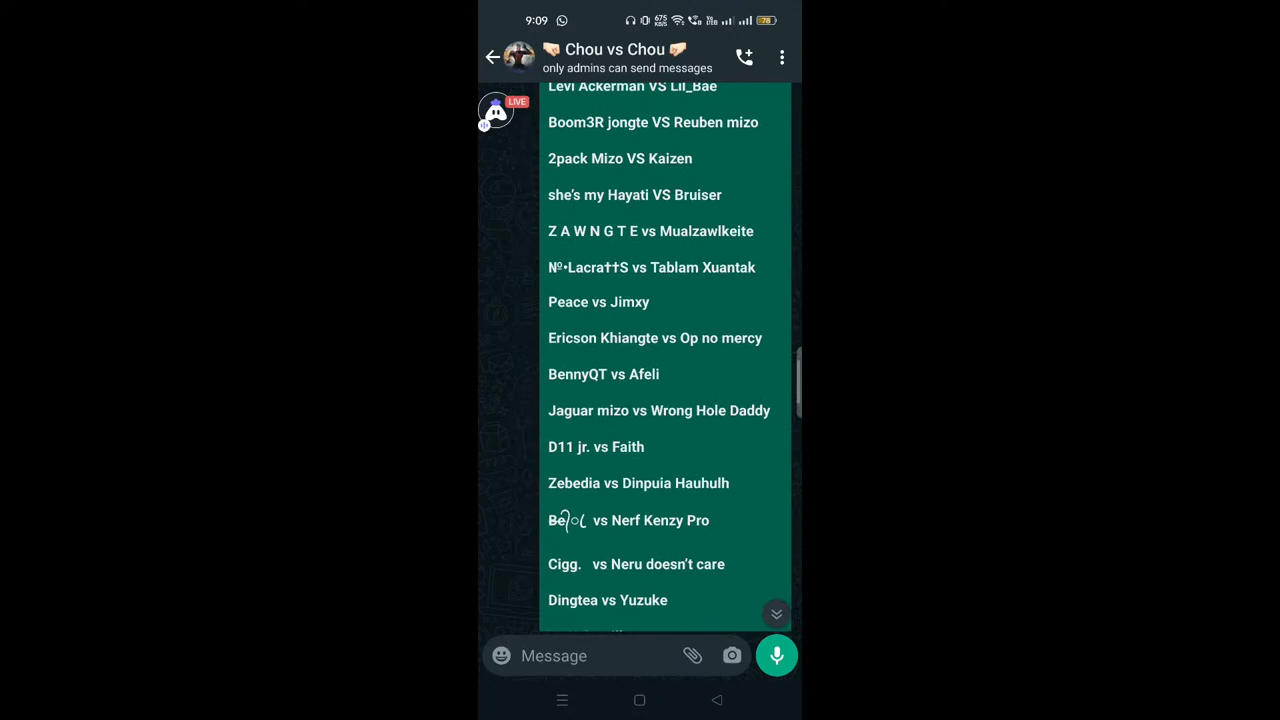 9:09
675 KB/S
78
🤜🏻 Chou vs Chou 🤛🏻
only admins can send messages
LIVE
Levi Ackerman VS Lil_Bae
Boom3R jongte VS Reuben mizo
2pack Mizo VS Kaizen
she's my Hayati VS Bruiser
Z A W N G T E vs Mualzawlkeite
№•Lacra††S vs Tablam Xuantak
Peace vs Jimxy
Ericson Khiangte vs Op no mercy
BennyQT vs Afeli
Jaguar mizo vs Wrong Hole Daddy
D11 jr. vs Faith
Zebedia vs Dinpuia Hauhulh
vs Nerf Kenzy Pro
Cigg. vs Neru doesn't care
Dingtea vs Yuzuke
Message